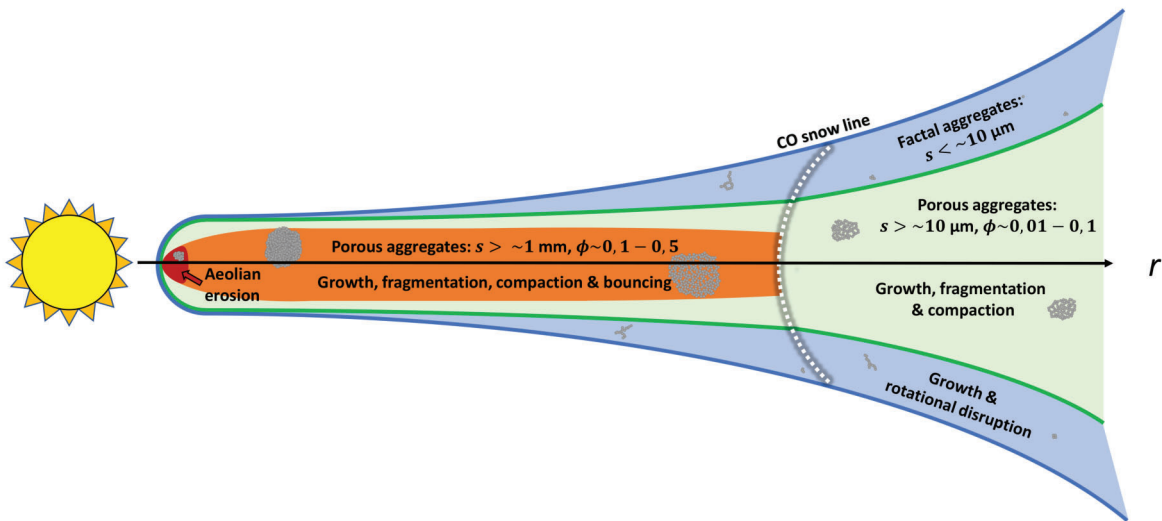 CO snow line
Factal aggregates:
s < ~10 μm
Porous aggregates:
s > ~10 μm, ϕ~0,01 − 0,1
Porous aggregates: s > ~1 mm, ϕ~0,1 − 0,5
r
Aeolian
erosion
Growth, fragmentation, compaction & bouncing
Growth, fragmentation
& compaction
Growth &
rotational disruption